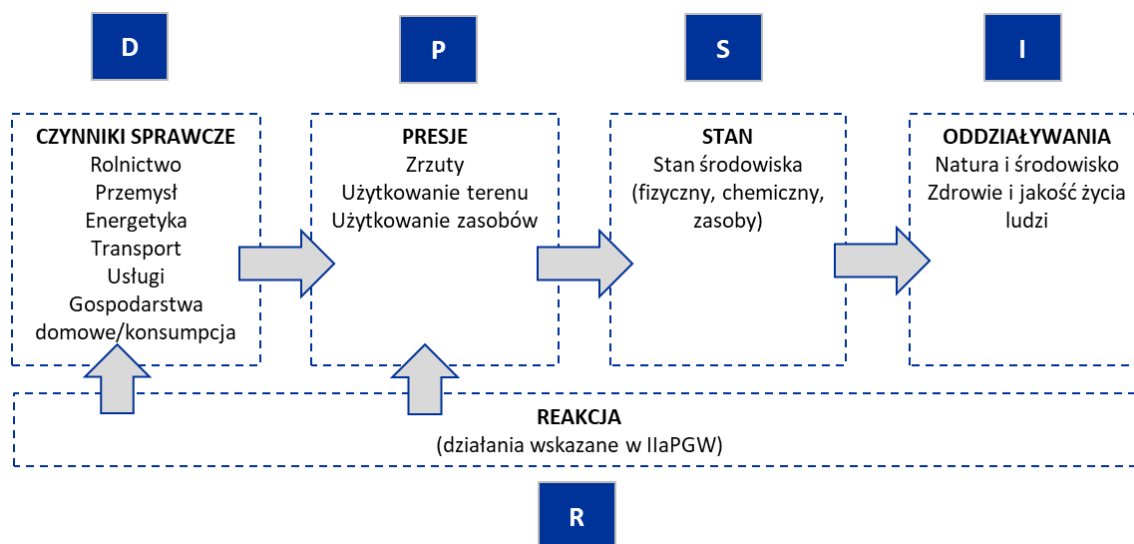 D
P
S
I
CZYNNIKI SPRAWCZE
Rolnictwo
Przemysł
Energetyka
Transport
Usługi
Gospodarstwa
domowe/konsumpcja
PRESJE
Zrzuty
Użytkowanie terenu
Użytkowanie zasobów
STAN
Stan środowiska
(fizyczny, chemiczny,
zasoby)
ODDZIAŁYWANIA
Natura i środowisko
Zdrowie i jakość życia
ludzi
REAKCJA
(działania wskazane w IIaPGW)
R